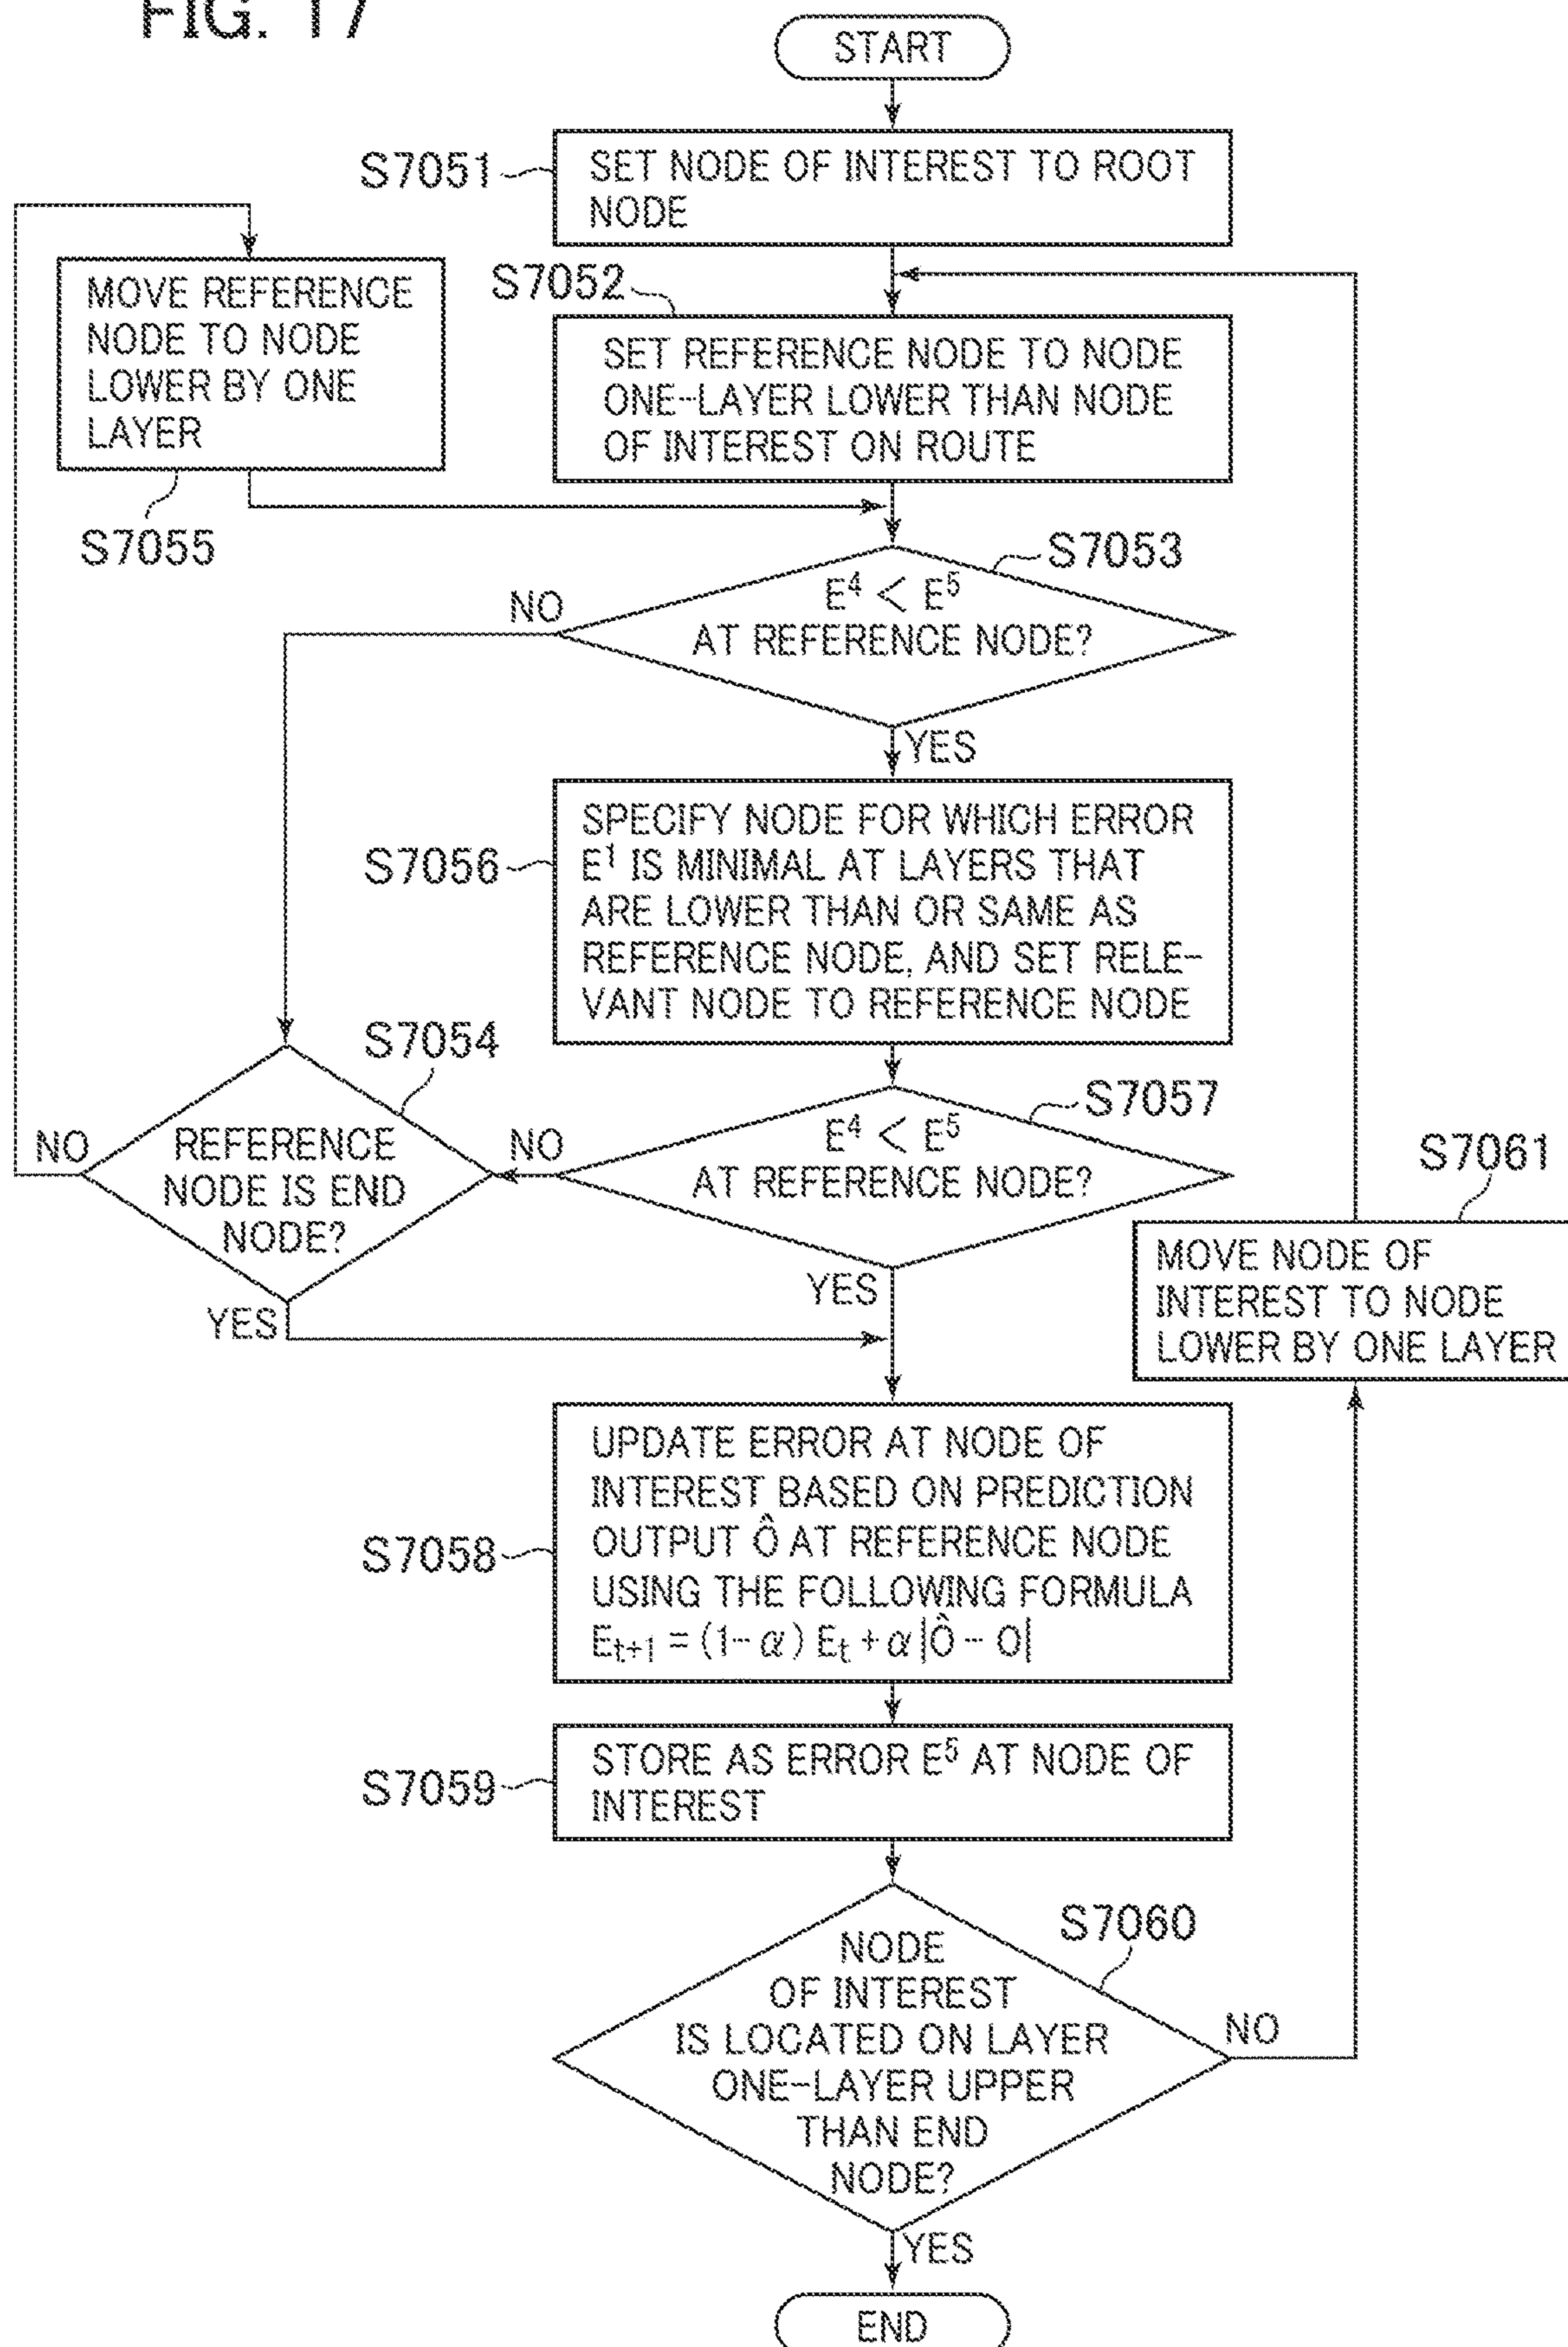 FIG. 17
START
S7051
SET NODE OF INTEREST TO ROOT
NODE
S7052
SET REFERENCE NODE TO NODE
ONE-LAYER LOWER THAN NODE
OF INTEREST ON ROUTE
MOVE REFERENCE
NODE TO NODE
LOWER BY ONE
LAYER
S7055
S7053
E⁴ < E⁵
AT REFERENCE NODE?
NO
YES
S7056
SPECIFY NODE FOR WHICH ERROR
E¹ IS MINIMAL AT LAYERS THAT
ARE LOWER THAN OR SAME AS
REFERENCE NODE, AND SET RELE-
VANT NODE TO REFERENCE NODE
S7054
REFERENCE
NODE IS END
NODE?
NO
YES
S7057
E⁴ < E⁵
AT REFERENCE NODE?
NO
YES
S7061
MOVE NODE OF
INTEREST TO NODE
LOWER BY ONE LAYER
S7058
UPDATE ERROR AT NODE OF
INTEREST BASED ON PREDICTION
OUTPUT Ô AT REFERENCE NODE
USING THE FOLLOWING FORMULA
Eₜ₊₁ = (1-α) Eₜ + α |Ô - O|
S7059
STORE AS ERROR E⁵ AT NODE OF
INTEREST
S7060
NODE
OF INTEREST
IS LOCATED ON LAYER
ONE-LAYER UPPER
THAN END
NODE?
NO
YES
END